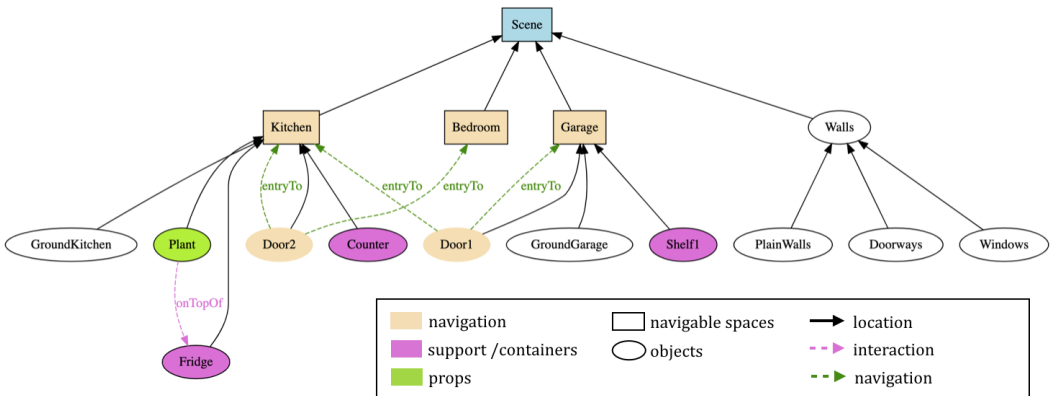 Scene
Kitchen
Bedroom
Garage
Walls
entryTo
entryTo
entryTo
entryTo
GroundKitchen
Plant
Door2
Counter
Door1
GroundGarage
Shelf1
PlainWalls
Doorways
Windows
onTopOf
Fridge
navigation
navigable spaces
location
support /containers
objects
interaction
props
navigation